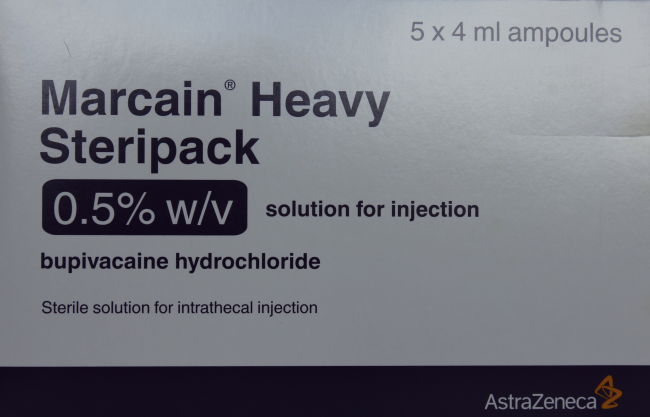 5 x 4 ml ampoules
Marcain® Heavy
Steripack
0.5% w/v solution for injection
bupivacaine hydrochloride
Sterile solution for intrathecal injection
AstraZeneca